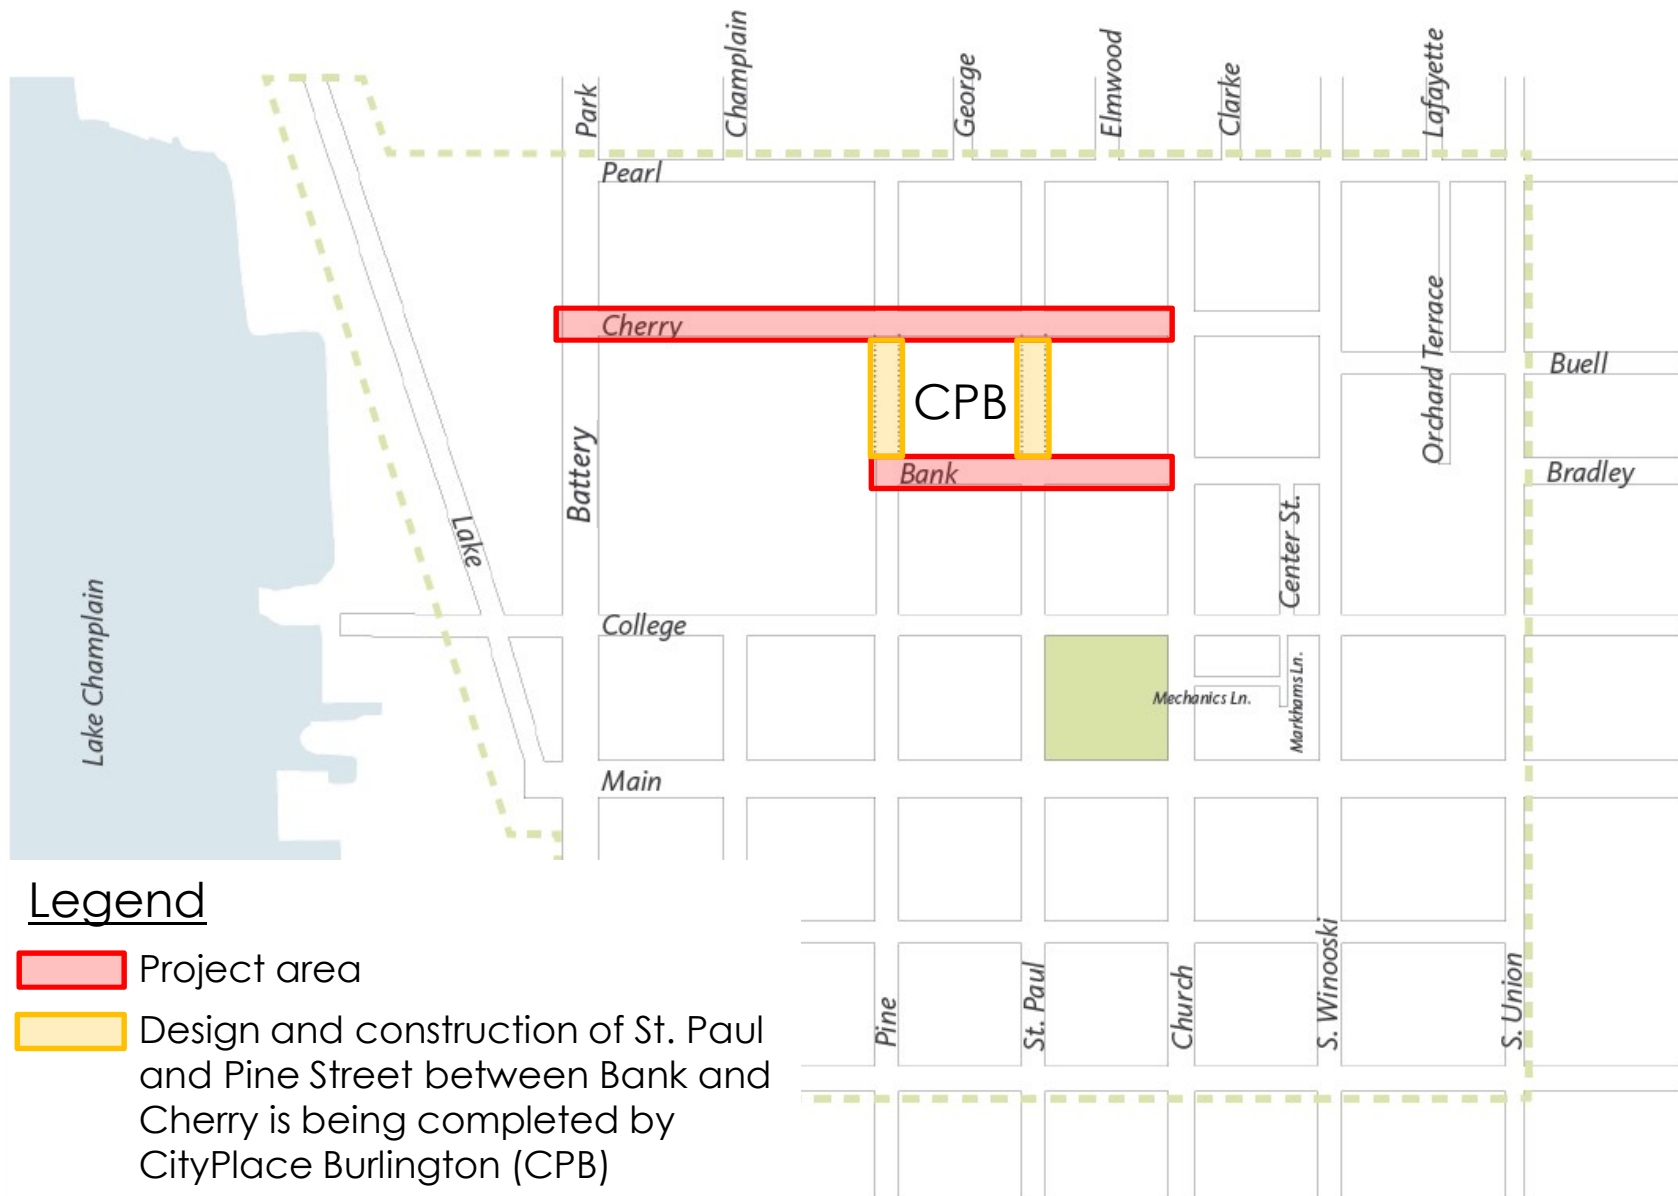 Park
Champlain
George
Elmwood
Clarke
Lafayette
Pearl
Cherry
CPB
Bank
Battery
Lake
Orchard Terrace
Buell
Bradley
Center St.
Lake Champlain
College
Mechanics Ln.
Markhams Ln.
Main
Pine
St. Paul
Church
S. Winooski
S. Union
Legend
Project area
Design and construction of St. Paul
and Pine Street between Bank and
Cherry is being completed by
CityPlace Burlington (CPB)